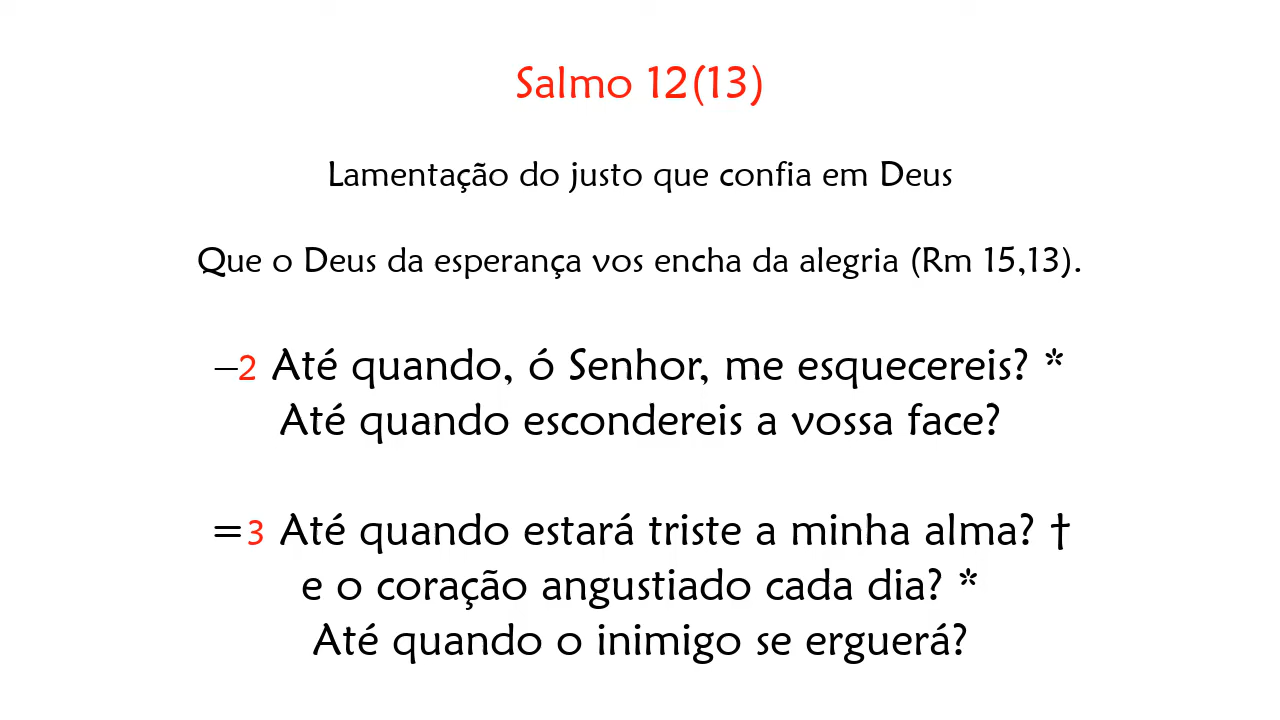 Salmo 12(13)
Lamentação do justo que confia em Deus
Que o Deus da esperança vos encha da alegria (Rm 15,13).
–2 Até quando, ó Senhor, me esquecereis? *
Até quando escondereis a vossa face?
=3 Até quando estará triste a minha alma? †
e o coração angustiado cada dia? *
Até quando o inimigo se erguerá?